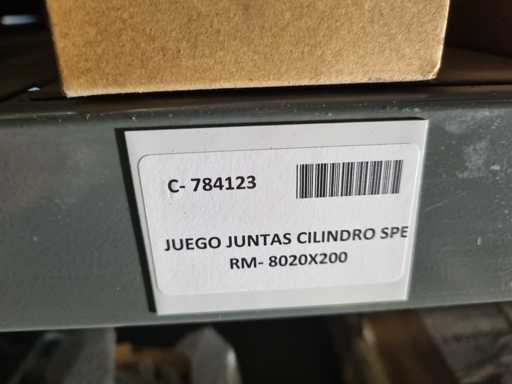 C- 784123
JUEGO JUNTAS CILINDRO SPE
RM- 8020X200